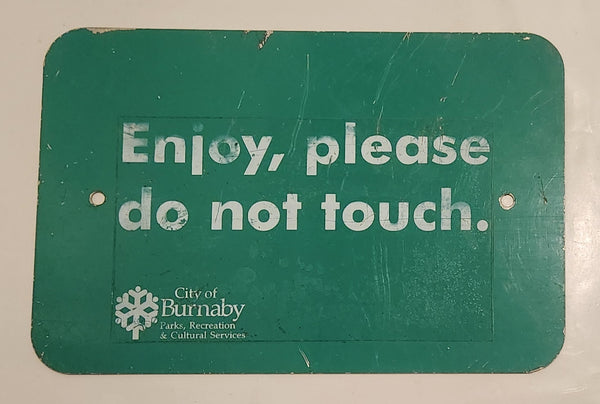 Enjoy, please
do not touch.
City of
Burnaby
Parks, Recreation
& Cultural Services